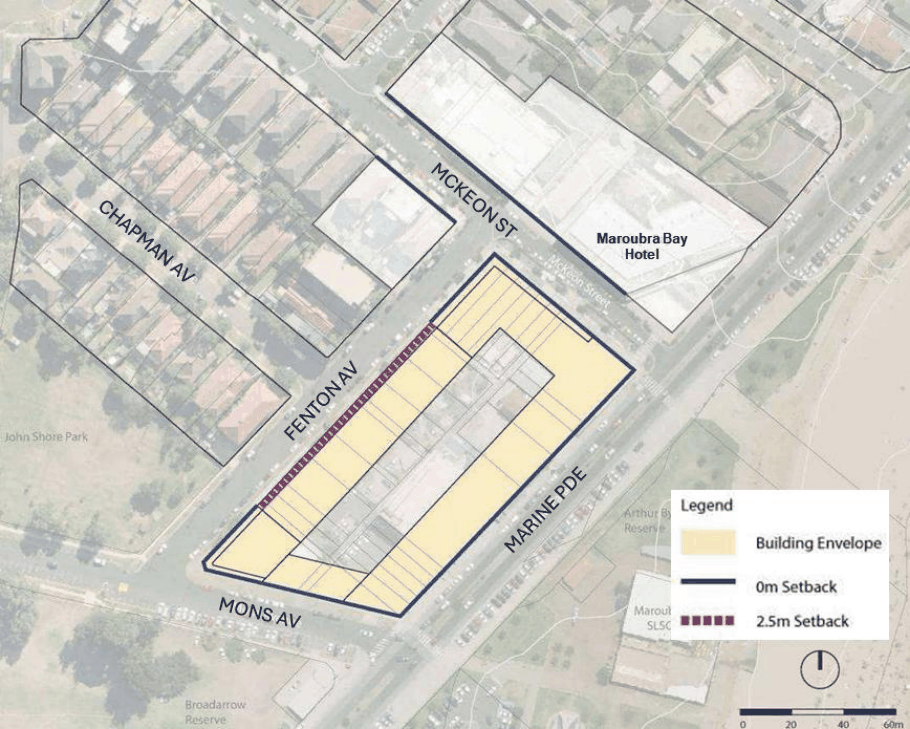 MCKEON ST
CHAPMAN AV
Maroubra Bay
Hotel
McKeon Street
FENTON AV
John Shore Park
MARINE PDE
Arthur By
Reserve
MONS AV
Broadarrow
Reserve
Maroub
SLSC
Legend
Building Envelope
0m Setback
2.5m Setback
0 20 40 60m